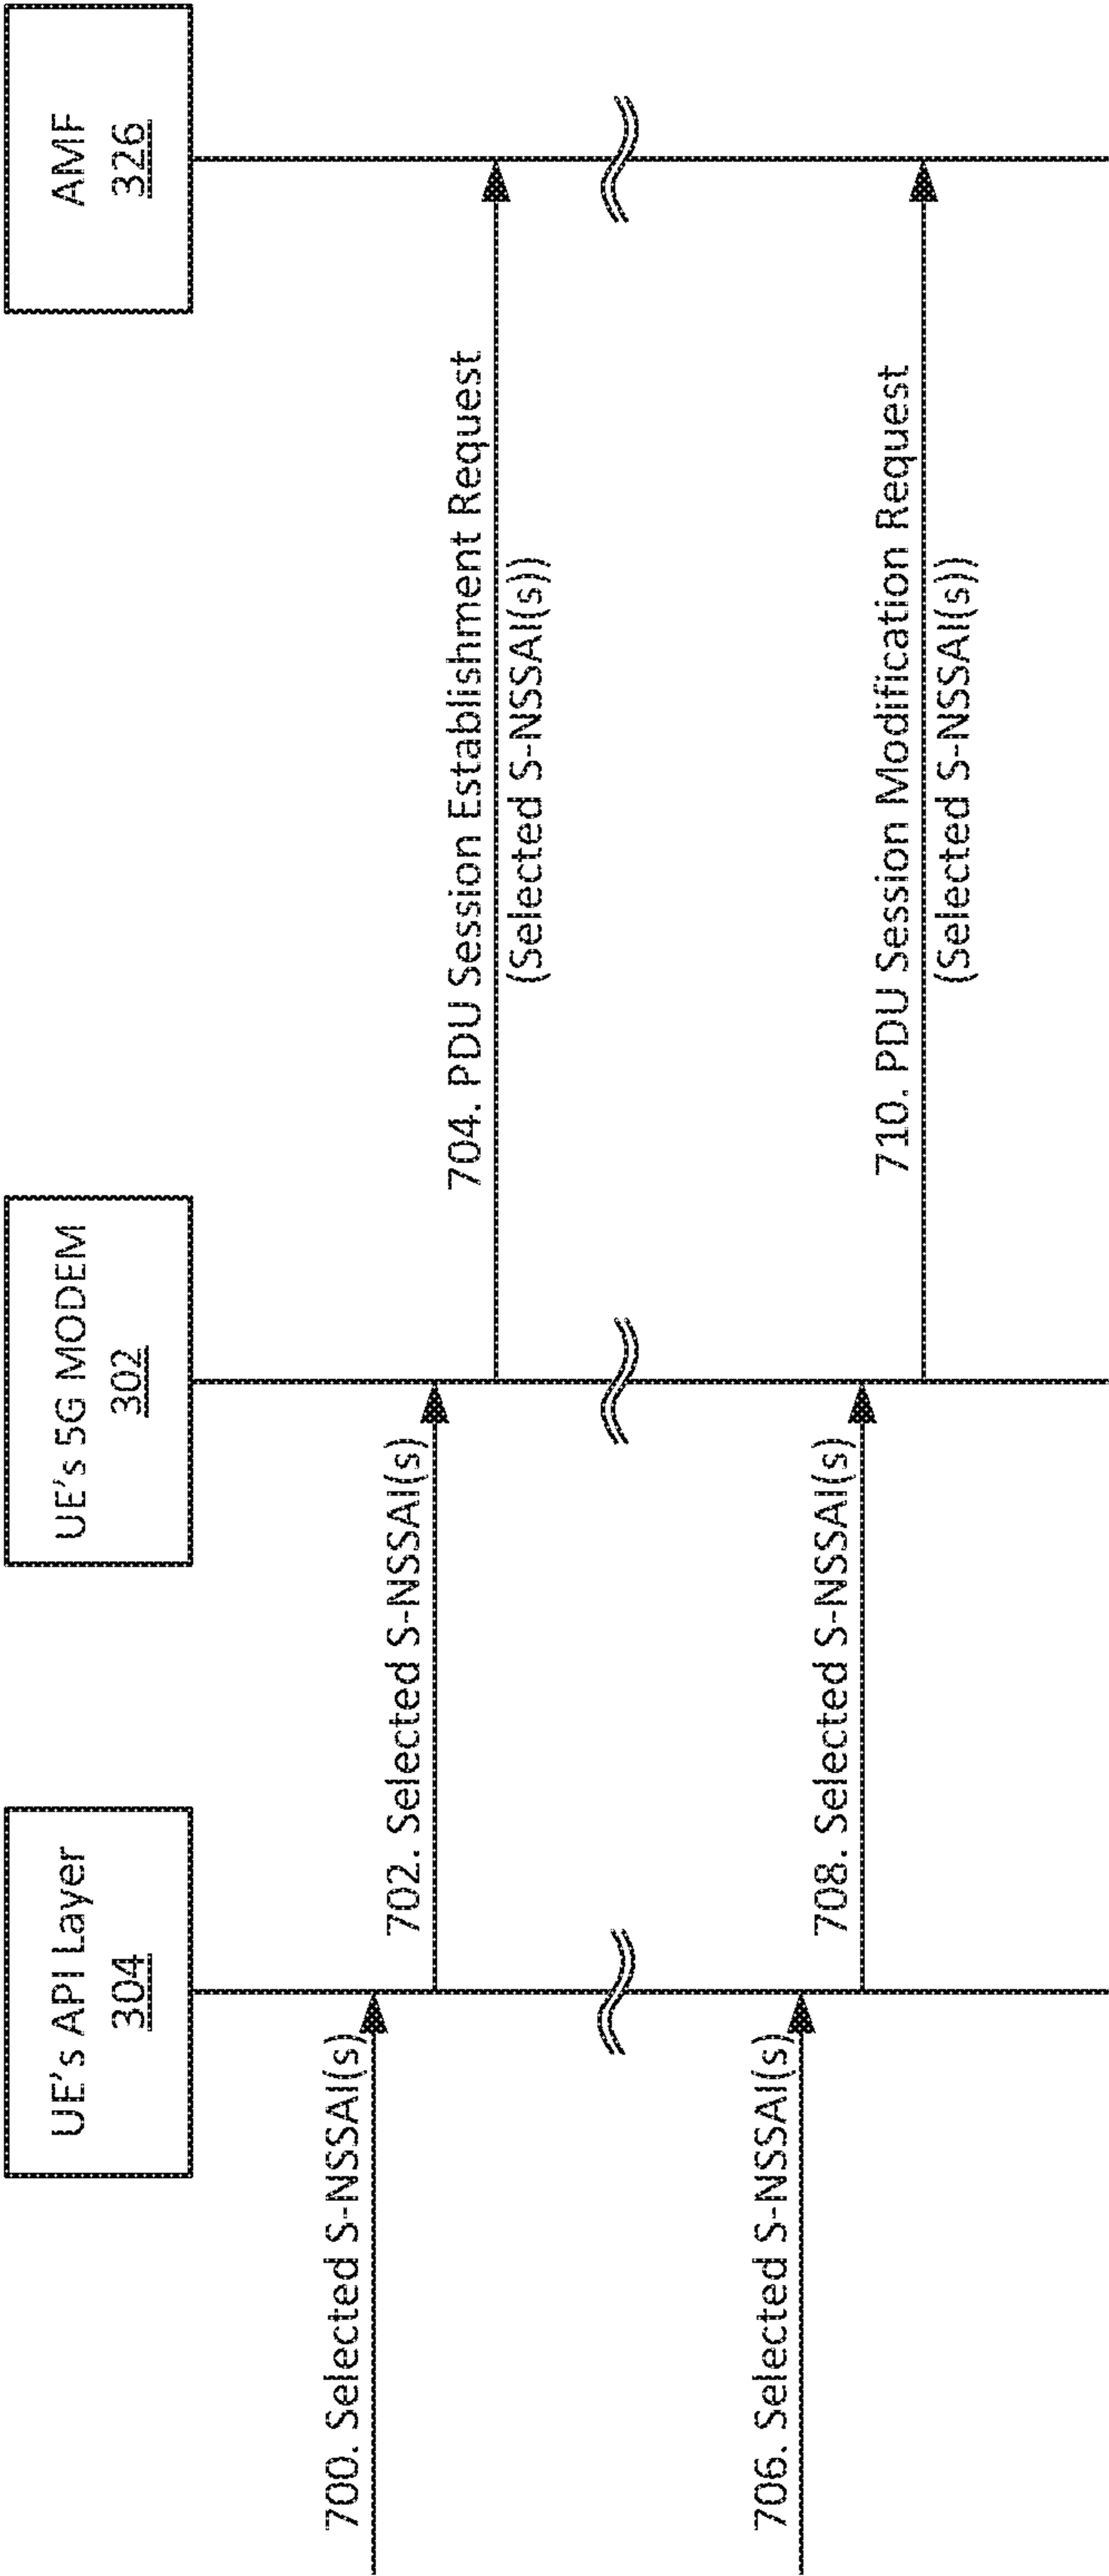 UE's API Layer
304
UE's 5G MODEM
302
AMF
326
700. Selected S-NSSAI(s)
702. Selected S-NSSAI(s)
704. PDU Session Establishment Request
(Selected S-NSSAI(s))
706. Selected S-NSSAI(s)
708. Selected S-NSSAI(s)
710. PDU Session Modification Request
(Selected S-NSSAI(s))